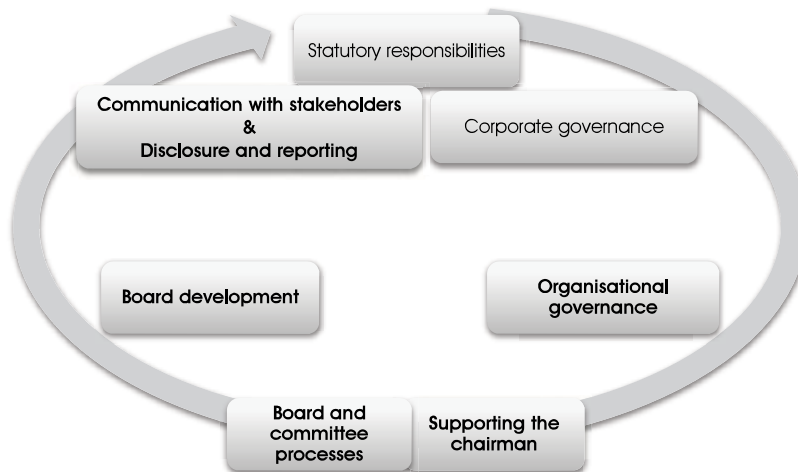 Statutory responsibilities
Communication with stakeholders
&
Disclosure and reporting
Corporate governance
Board development
Organisational
governance
Board and
committee
processes
Supporting the
chairman